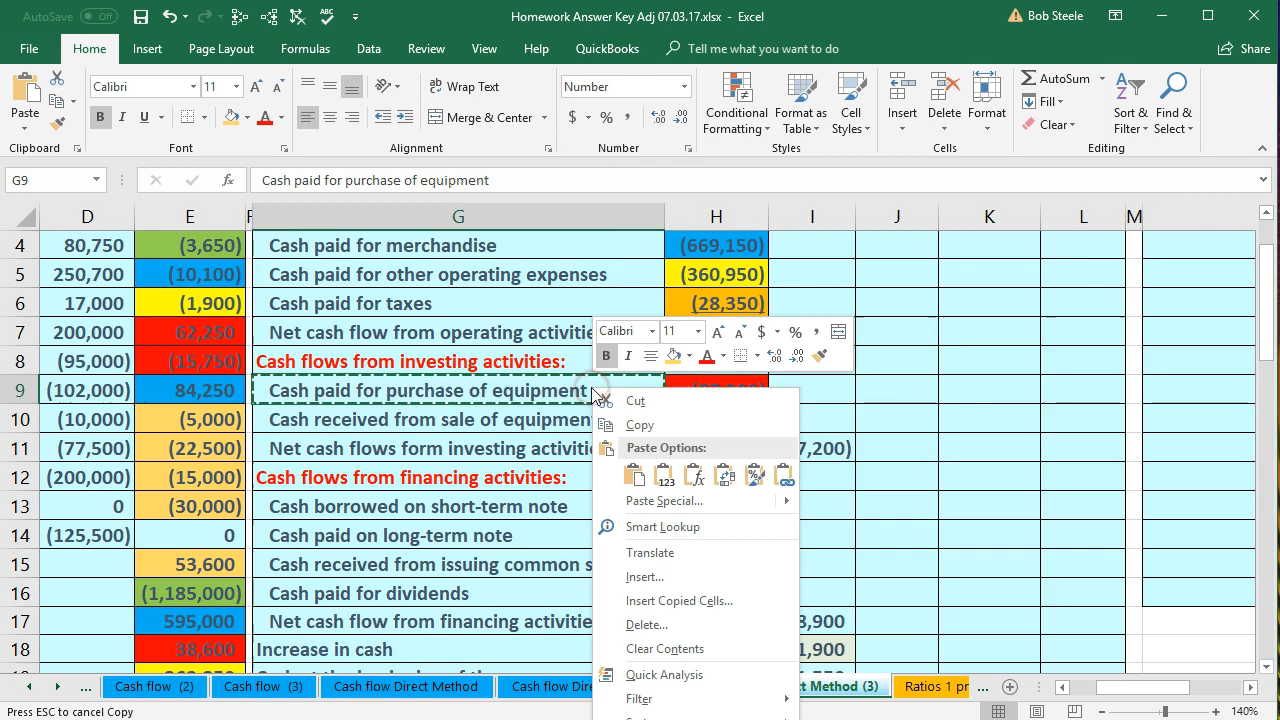 AutoSave Off Homework Answer Key Adj 07.03.17.xlsx - Excel Bob Steele
File Home Insert Page Layout Formulas Data Review View Help QuickBooks Tell me what you want to do Share
Paste Calibri 11 A A ab Wrap Text Number Conditional Formatting Format as Table Cell Styles Insert Delete Format AutoSum Sort & Filter Find & Select
B I U A Merge & Center $ % , .00 .0 Fill
Clear
Clipboard Font Alignment Number Styles Cells Editing
G9 fx Cash paid for purchase of equipment
D E F G H I J K L M
4 80,750 (3,650) Cash paid for merchandise (669,150)
5 250,700 (10,100) Cash paid for other operating expenses (360,950)
6 17,000 (1,900) Cash paid for taxes (28,350)
7 200,000 62,250 Net cash flow from operating activitie
8 (95,000) (15,750) Cash flows from investing activities:
9 (102,000) 84,250 Cash paid for purchase of equipment
10 (10,000) (5,000) Cash received from sale of equipment
11 (77,500) (22,500) Net cash flows form investing activitie 7,200)
12 (200,000) (15,000) Cash flows from financing activities:
13 0 (30,000) Cash borrowed on short-term note
14 (125,500) 0 Cash paid on long-term note
15 53,600 Cash received from issuing common s
16 (1,185,000) Cash paid for dividends
17 595,000 Net cash flow from financing activitie 3,900
18 38,600 Increase in cash 1,900
Calibri 11 A A $ % ,
B I A
Cut
Copy
Paste Options:
123 fx %
Paste Special...
Smart Lookup
Translate
Insert...
Insert Copied Cells...
Delete...
Clear Contents
Quick Analysis
Filter
... Cash flow (2) Cash flow (3) Cash flow Direct Method Cash flow Dire t Method (3) Ratios 1 pr ...
Press ESC to cancel Copy 140%